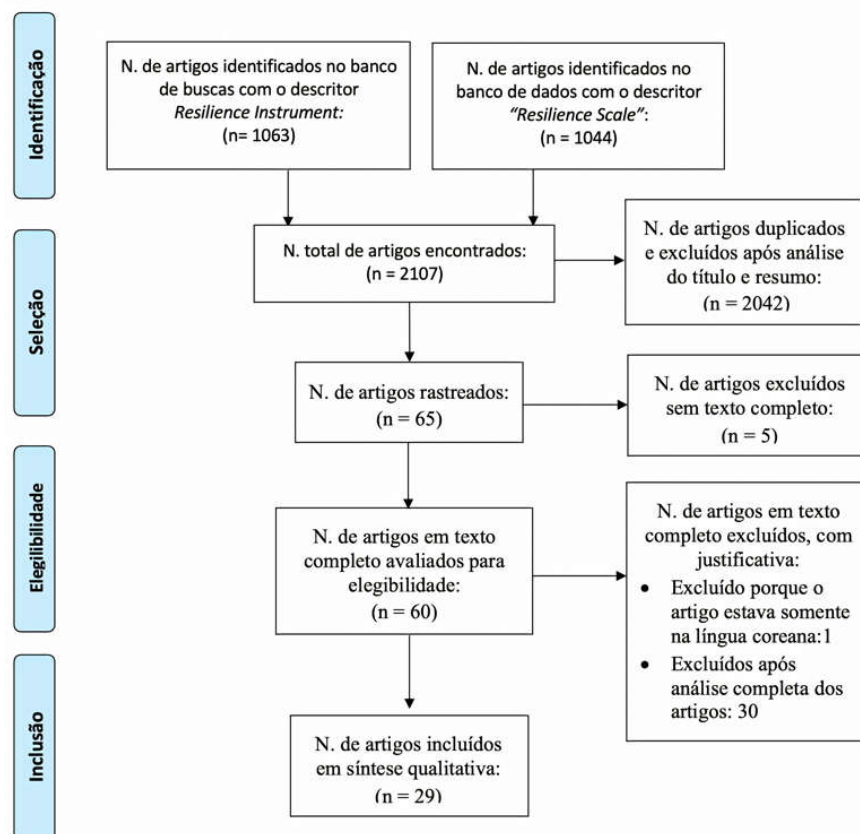 Identificação
N. de artigos identificados no banco
de buscas com o descritor
Resilience Instrument:
(n= 1063)
N. de artigos identificados no
banco de dados com o descritor
“Resilience Scale”:
(n = 1044)
Seleção
N. total de artigos encontrados:
(n = 2107)
N. de artigos duplicados
e excluídos após análise
do título e resumo:
(n = 2042)
N. de artigos rastreados:
(n = 65)
N. de artigos excluídos
sem texto completo:
(n = 5)
Elegilibilidade
N. de artigos em texto
completo avaliados para
elegibilidade:
(n = 60)
N. de artigos em texto
completo excluídos, com
justificativa:
• Excluído porque o
artigo estava somente
na língua coreana:1
• Excluídos após
análise completa dos
artigos: 30
Inclusão
N. de artigos incluídos
em síntese qualitativa:
(n = 29)